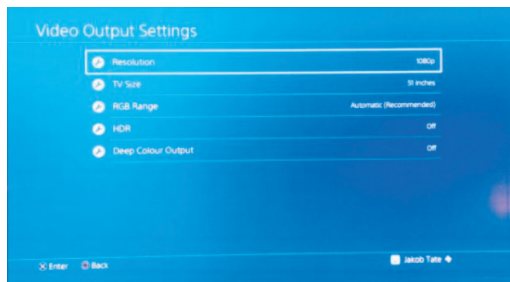 Video Output Settings
Resolution 1080p
TV Size 51 inches
RGB Range Automatic (Recommended)
HDR Off
Deep Colour Output Off
Enter Back Jakob Tate